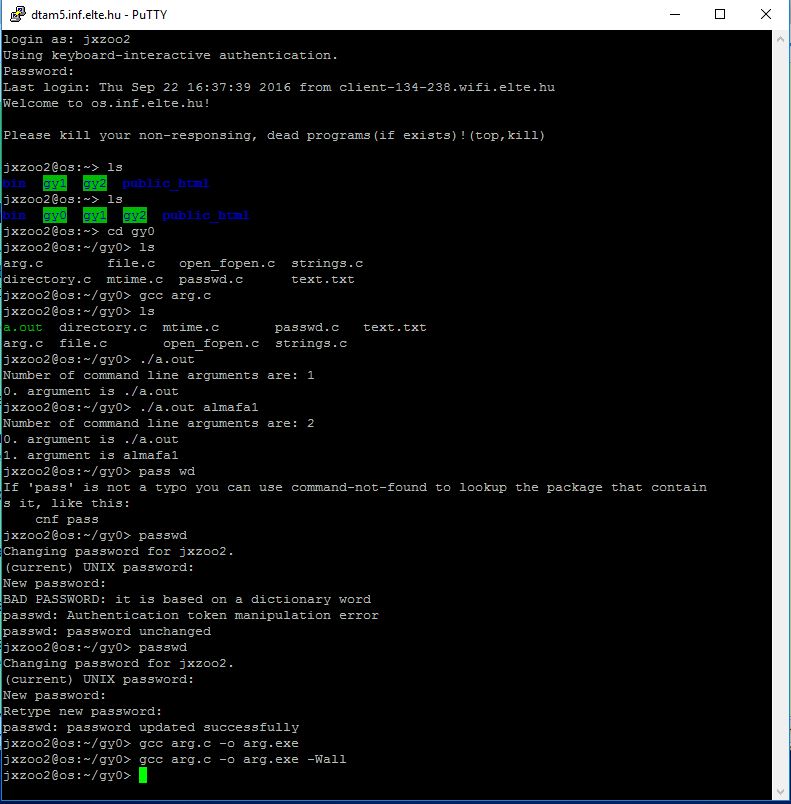 dtam5.inf.elte.hu - PuTTY
login as: jxzoo2
Using keyboard-interactive authentication.
Password:
Last login: Thu Sep 22 16:37:39 2016 from client-134-238.wifi.elte.hu
Welcome to os.inf.elte.hu!
Please kill your non-responsing, dead programs(if exists)!(top,kill)
jxzoo2@os:~> ls
bin  gy1  gy2  public_html
jxzoo2@os:~> ls
bin  gy0  gy1  gy2  public_html
jxzoo2@os:~> cd gy0
jxzoo2@os:~/gy0> ls
arg.c        file.c   open_fopen.c  strings.c
directory.c  mtime.c  passwd.c      text.txt
jxzoo2@os:~/gy0> gcc arg.c
jxzoo2@os:~/gy0> ls
a.out  directory.c  mtime.c       passwd.c   text.txt
arg.c  file.c       open_fopen.c  strings.c
jxzoo2@os:~/gy0> ./a.out
Number of command line arguments are: 1
0. argument is ./a.out
jxzoo2@os:~/gy0> ./a.out almafa1
Number of command line arguments are: 2
0. argument is ./a.out
1. argument is almafa1
jxzoo2@os:~/gy0> pass wd
If 'pass' is not a typo you can use command-not-found to lookup the package that contain
s it, like this:
    cnf pass
jxzoo2@os:~/gy0> passwd
Changing password for jxzoo2.
(current) UNIX password:
New password:
BAD PASSWORD: it is based on a dictionary word
passwd: Authentication token manipulation error
passwd: password unchanged
jxzoo2@os:~/gy0> passwd
Changing password for jxzoo2.
(current) UNIX password:
New password:
Retype new password:
passwd: password updated successfully
jxzoo2@os:~/gy0> gcc arg.c -o arg.exe
jxzoo2@os:~/gy0> gcc arg.c -o arg.exe -Wall
jxzoo2@os:~/gy0>